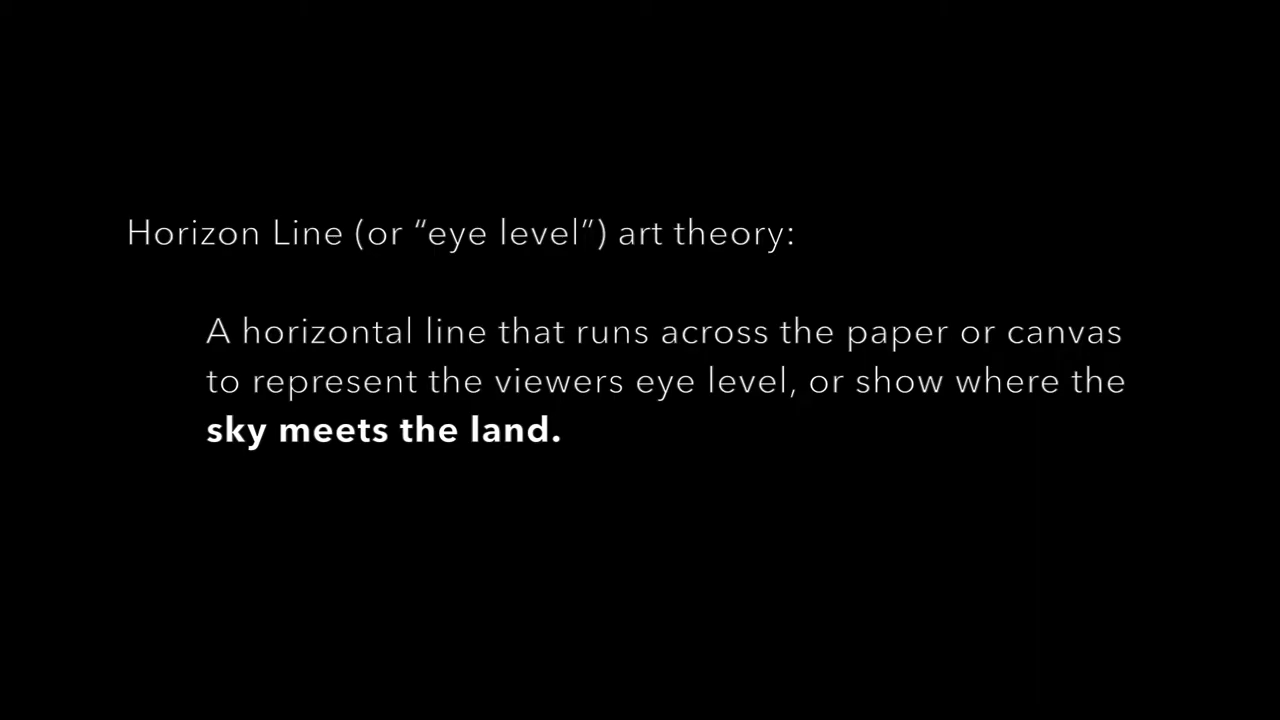 Horizon Line (or “eye level”) art theory:
A horizontal line that runs across the paper or canvas
to represent the viewers eye level, or show where the
sky meets the land.